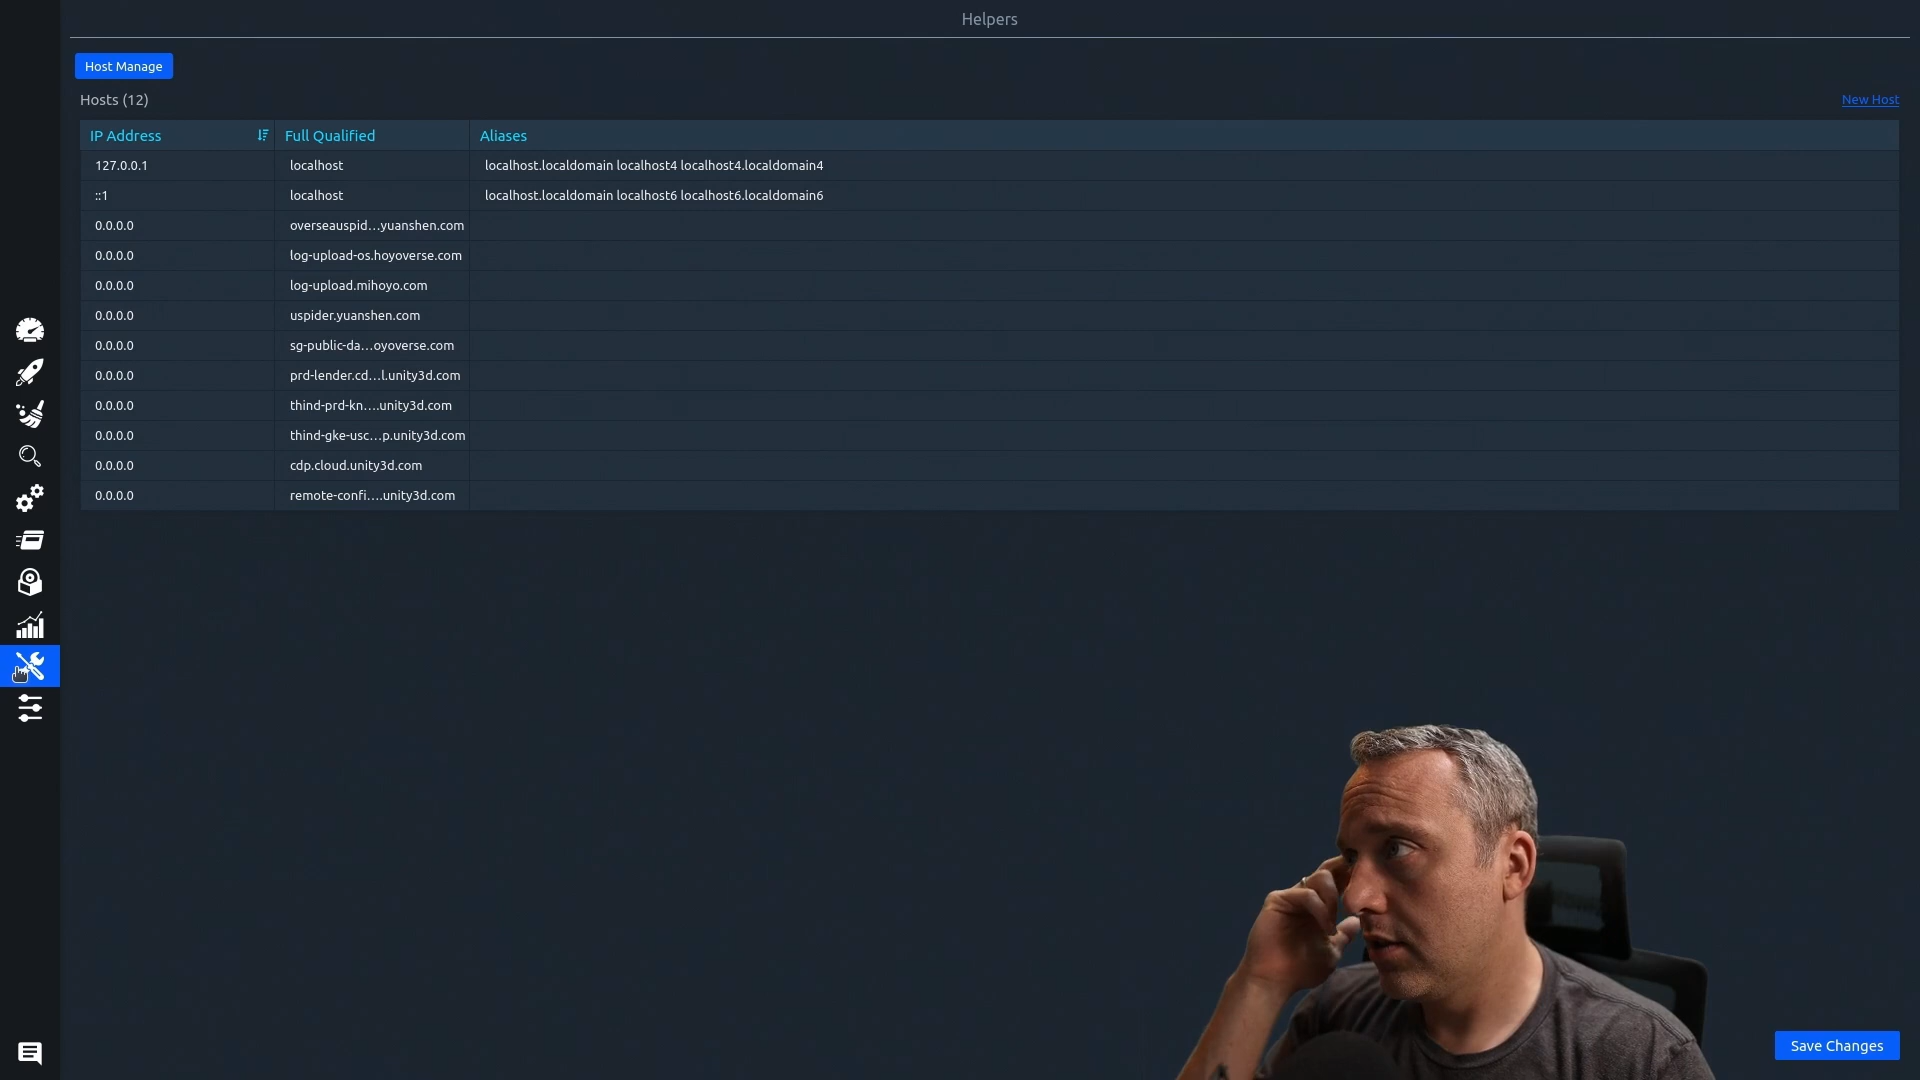 Helpers
Host Manage
Hosts (12)
New Host
IP Address Full Qualified Aliases
127.0.0.1 localhost localhost.localdomain localhost4 localhost4.localdomain4
::1 localhost localhost.localdomain localhost6 localhost6.localdomain6
0.0.0.0 overseauspid...yuanshen.com
0.0.0.0 log-upload-os.hoyoverse.com
0.0.0.0 log-upload.mihoyo.com
0.0.0.0 uspider.yuanshen.com
0.0.0.0 sg-public-da...oyoverse.com
0.0.0.0 prd-lender.cd...l.unity3d.com
0.0.0.0 thind-prd-kn....unity3d.com
0.0.0.0 thind-gke-usc...p.unity3d.com
0.0.0.0 cdp.cloud.unity3d.com
0.0.0.0 remote-confi....unity3d.com
Save Changes